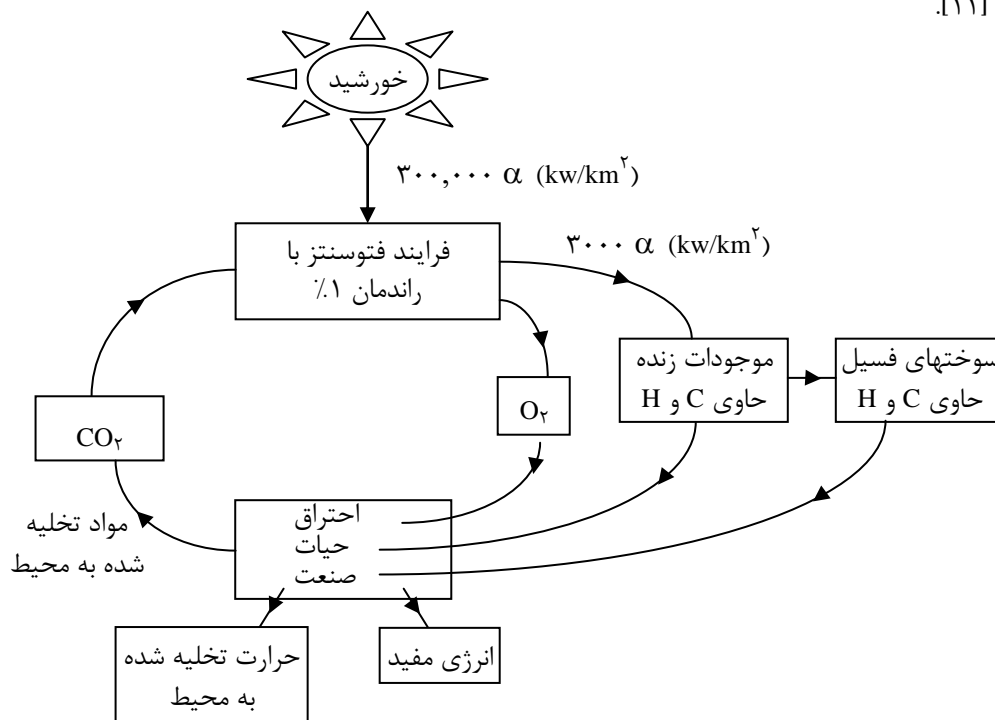 [۱۱].
خورشید
۳۰۰,۰۰۰ α (kw/km۲)
فرایند فتوسنتز با
راندمان ۱٪
۳۰۰۰ α (kw/km۲)
موجودات زنده
حاوی C و H
سوختهای فسیل
حاوی C و H
O۲
CO۲
مواد تخلیه
شده به محیط
احتراق
حیات
صنعت
حرارت تخلیه شده
به محیط
انرژی مفید